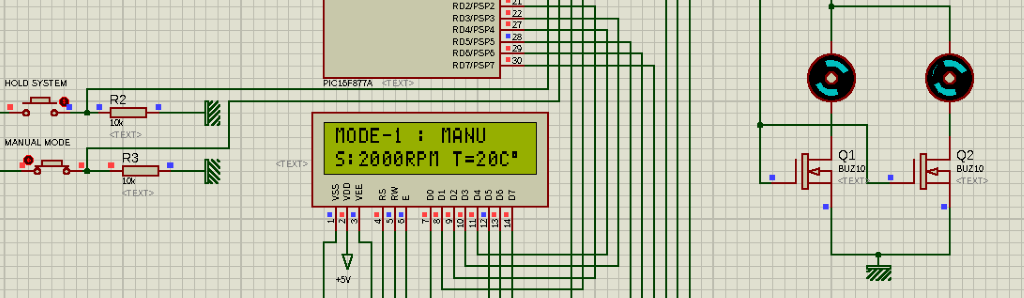 RD2/PSP2 21
RD3/PSP3 22
RD4/PSP4 27
RD5/PSP5 28
RD6/PSP6 29
RD7/PSP7 30
PIC16F877A <TEXT>
HOLD SYSTEM
R2
10k
<TEXT>
MANUAL MODE
R3
10k
<TEXT>
<TEXT>
MODE-1 : MANU
S:2000RPM T=20C°
VSS VDD VEE RS RW E D0 D1 D2 D3 D4 D5 D6 D7
1 2 3 4 5 6 7 8 9 10 11 12 13 14
+5V
Q1
BUZ10
<TEXT>
Q2
BUZ10
<TEXT>